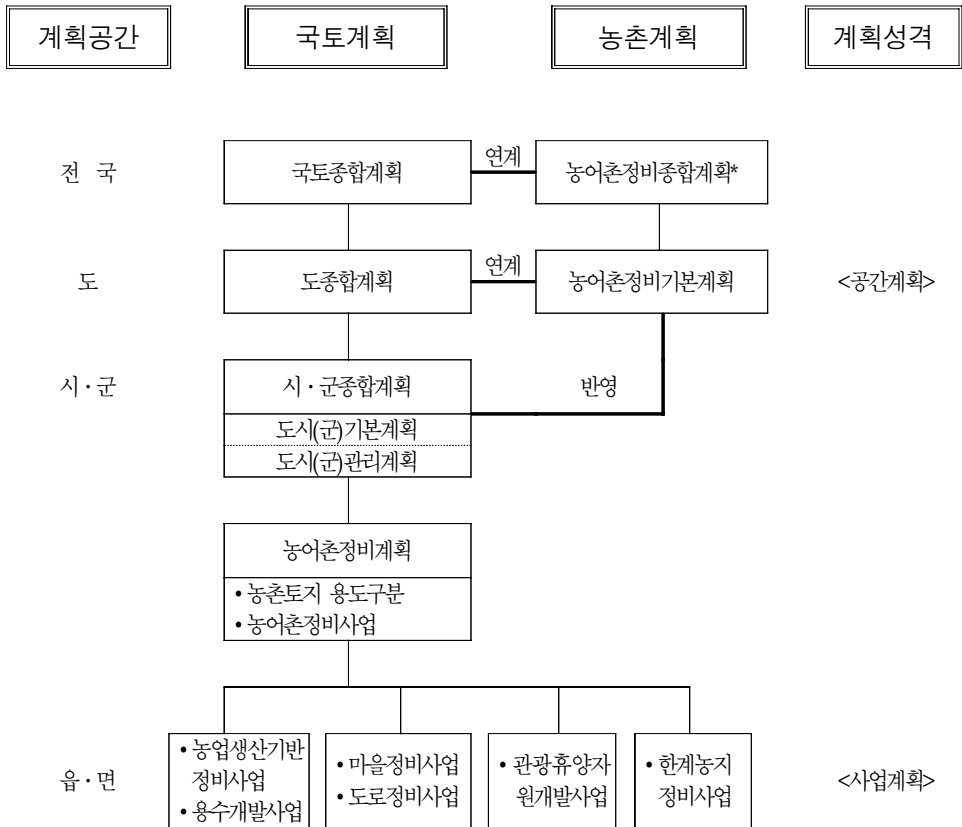 계획공간 국토계획 농촌계획 계획성격
전 국 국토종합계획 연계 농어촌정비종합계획*
도 도종합계획 연계 농어촌정비기본계획 <공간계획>
시·군 시·군종합계획 반영
도시(군)기본계획
도시(군)관리계획
농어촌정비계획
• 농촌토지 용도구분
• 농어촌정비사업
읍·면
• 농업생산기반
정비사업
• 용수개발사업
• 마을정비사업
• 도로정비사업
• 관광휴양자
원개발사업
• 한계농지
정비사업
<사업계획>